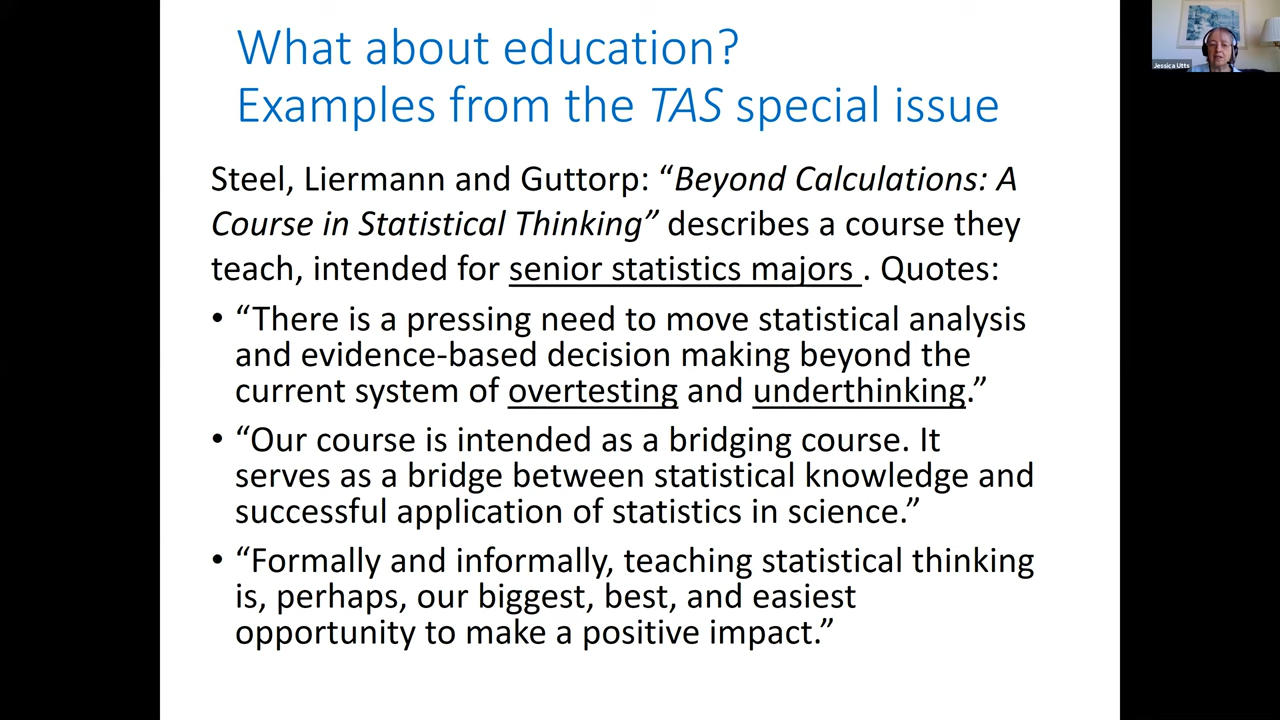 What about education?
Examples from the TAS special issue
Steel, Liermann and Guttorp: “Beyond Calculations: A
Course in Statistical Thinking” describes a course they
teach, intended for senior statistics majors . Quotes:
• “There is a pressing need to move statistical analysis
and evidence-based decision making beyond the
current system of overtesting and underthinking.”
• “Our course is intended as a bridging course. It
serves as a bridge between statistical knowledge and
successful application of statistics in science.”
• “Formally and informally, teaching statistical thinking
is, perhaps, our biggest, best, and easiest
opportunity to make a positive impact.”
Jessica Utts